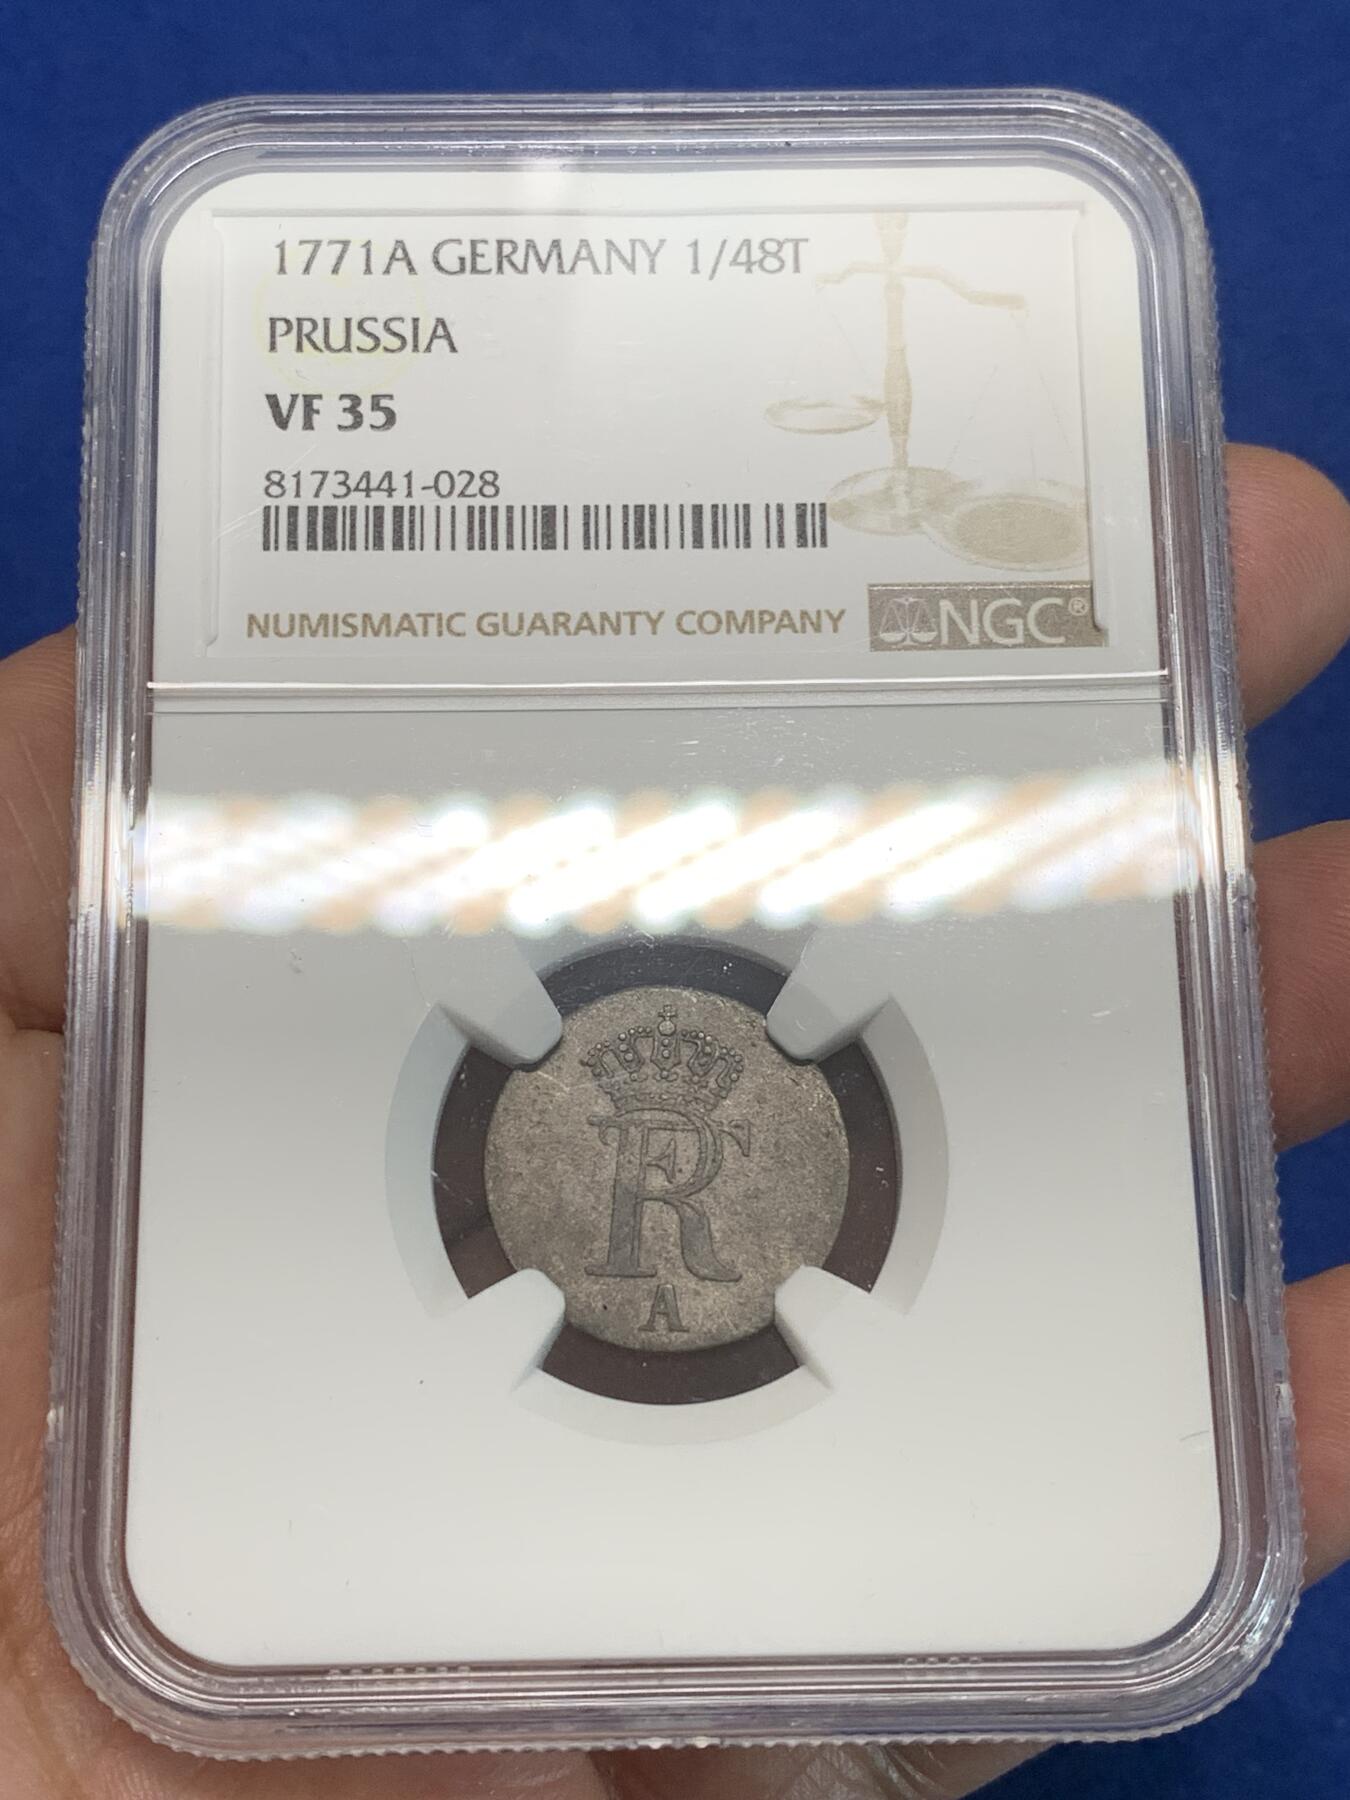 1771A GERMANY 1/48T
PRUSSIA
VF 35
8173441-028
NUMISMATIC GUARANTY COMPANY NGC®
FR
A